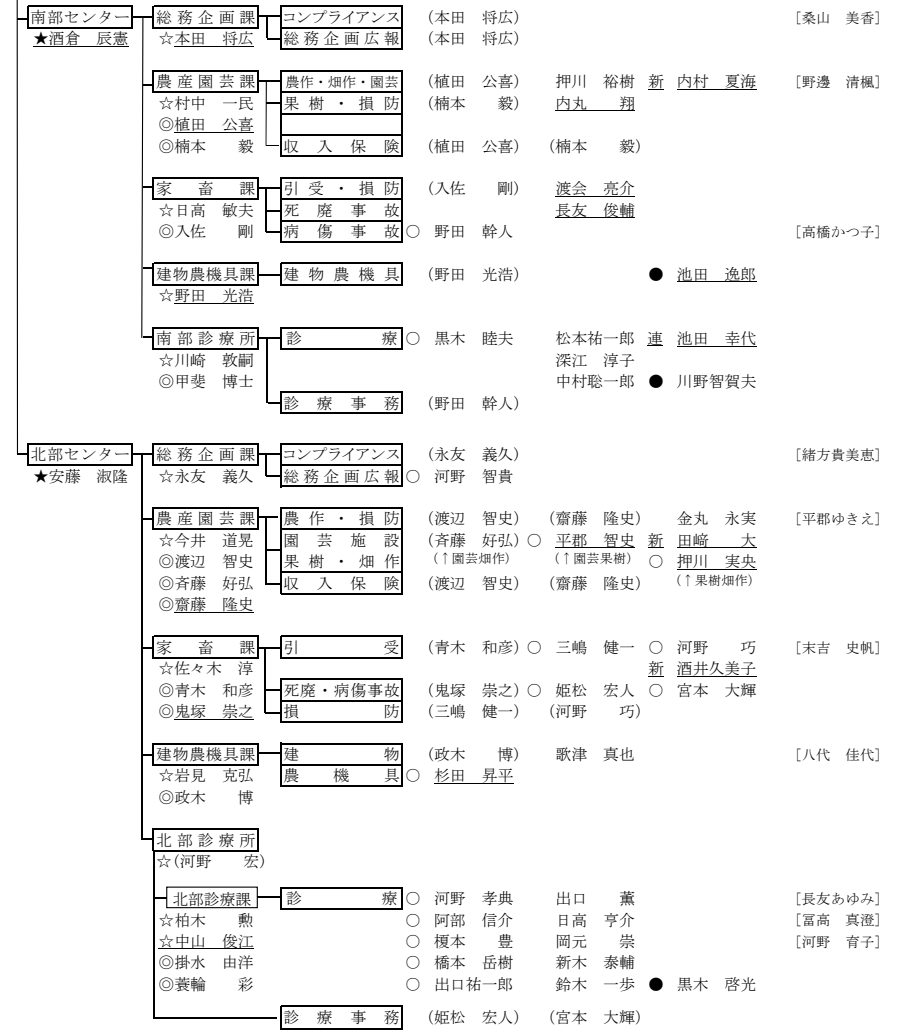 南部センター 総務企画課 コンプライアンス (本田 将広) [桑山 美香]
★酒倉 辰憲 ☆本田 将広 総務企画広報 (本田 将広)
農産園芸課 農作・畑作・園芸 (植田 公喜) 押川 裕樹 新 内村 夏海 [野邊 清楓]
☆村中 一民 果樹・損防 (楠本 毅) 内丸 翔
◎植田 公喜
◎楠本 毅 収入保険 (植田 公喜) (楠本 毅)
家畜課 引受・損防 (入佐 剛) 渡会 亮介
☆日高 敏夫 死廃事故 長友 俊輔
◎入佐 剛 病傷事故 ○ 野田 幹人 [高橋かつ子]
建物農機具課 建物農機具 (野田 光浩) ● 池田 逸郎
☆野田 光浩
南部診療所 診療 ○ 黒木 睦夫 松本祐一郎 連 池田 幸代
☆川崎 敦嗣 深江 淳子
◎甲斐 博士 中村聡一郎 ● 川野智賀夫
診療事務 (野田 幹人)
北部センター 総務企画課 コンプライアンス (永友 義久) [緒方貴美恵]
★安藤 淑隆 ☆永友 義久 総務企画広報 ○ 河野 智貴
農産園芸課 農作・損防 (渡辺 智史) (齋藤 隆史) 金丸 永実 [平郡ゆきえ]
☆今井 道晃 園芸施設 (斉藤 好弘) ○ 平郡 智史 新 田﨑 大
◎渡辺 智史 果樹・畑作 (↑園芸畑作) (↑園芸果樹) ○ 押川 実央
◎斉藤 好弘 収入保険 (渡辺 智史) (齋藤 隆史) (↑果樹畑作)
◎齋藤 隆史
家畜課 引受 (青木 和彦) ○ 三嶋 健一 ○ 河野 巧 [末吉 史帆]
☆佐々木 淳 新 酒井久美子
◎青木 和彦 死廃・病傷事故 (鬼塚 崇之) ○ 姫松 宏人 ○ 宮本 大輝
◎鬼塚 崇之 損防 (三嶋 健一) (河野 巧)
建物農機具課 建物 (政木 博) 歌津 真也 [八代 佳代]
☆岩見 克弘 農機具 ○ 杉田 昇平
◎政木 博
北部診療所
☆(河野 宏)
北部診療課 診療 ○ 河野 孝典 出口 薫 [長友あゆみ]
☆柏木 勲 ○ 阿部 信介 日高 亨介 [冨高 真澄]
☆中山 俊江 ○ 榎本 豊 岡元 崇 [河野 育子]
◎掛水 由洋 ○ 橋本 岳樹 新木 泰輔
◎蓑輪 彩 ○ 出口祐一郎 鈴木 一歩 ● 黒木 啓光
診療事務 (姫松 宏人) (宮本 大輝)